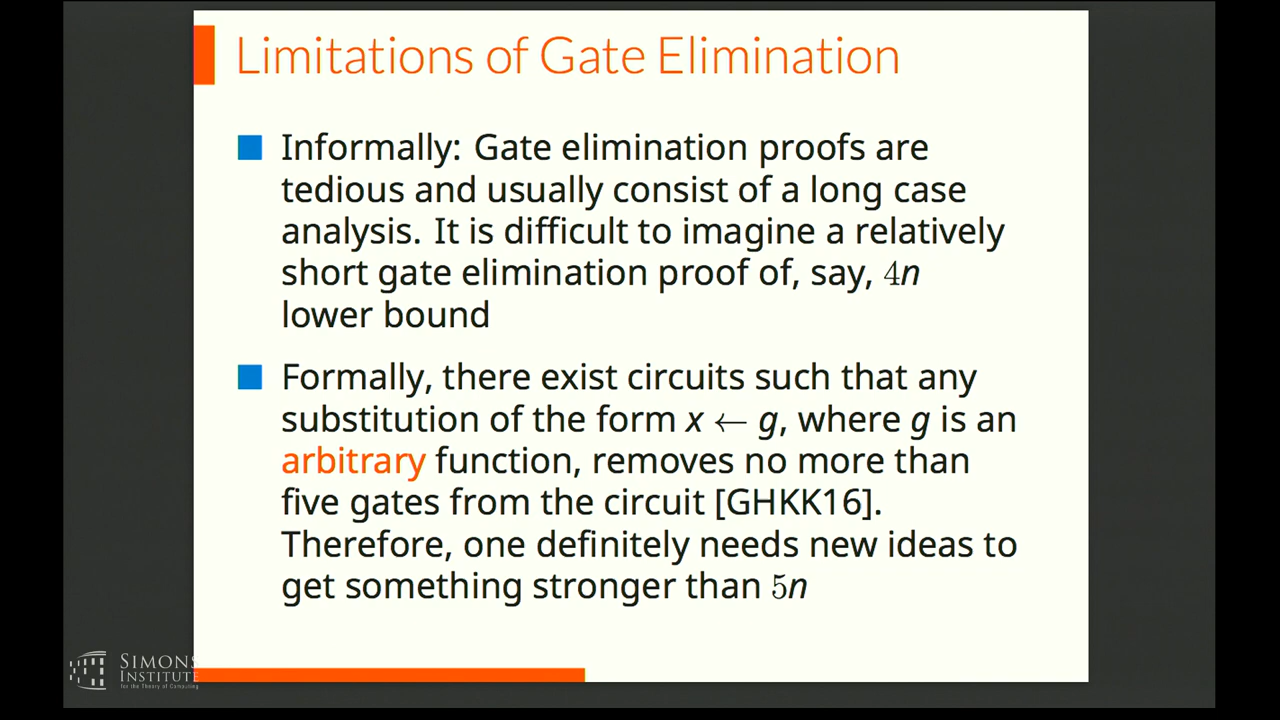 Limitations of Gate Elimination
Informally: Gate elimination proofs are
tedious and usually consist of a long case
analysis. It is difficult to imagine a relatively
short gate elimination proof of, say, 4n
lower bound
Formally, there exist circuits such that any
substitution of the form x ← g, where g is an
arbitrary function, removes no more than
five gates from the circuit [GHKK16].
Therefore, one definitely needs new ideas to
get something stronger than 5n
SIMONS
INSTITUTE
for the Theory of Computing